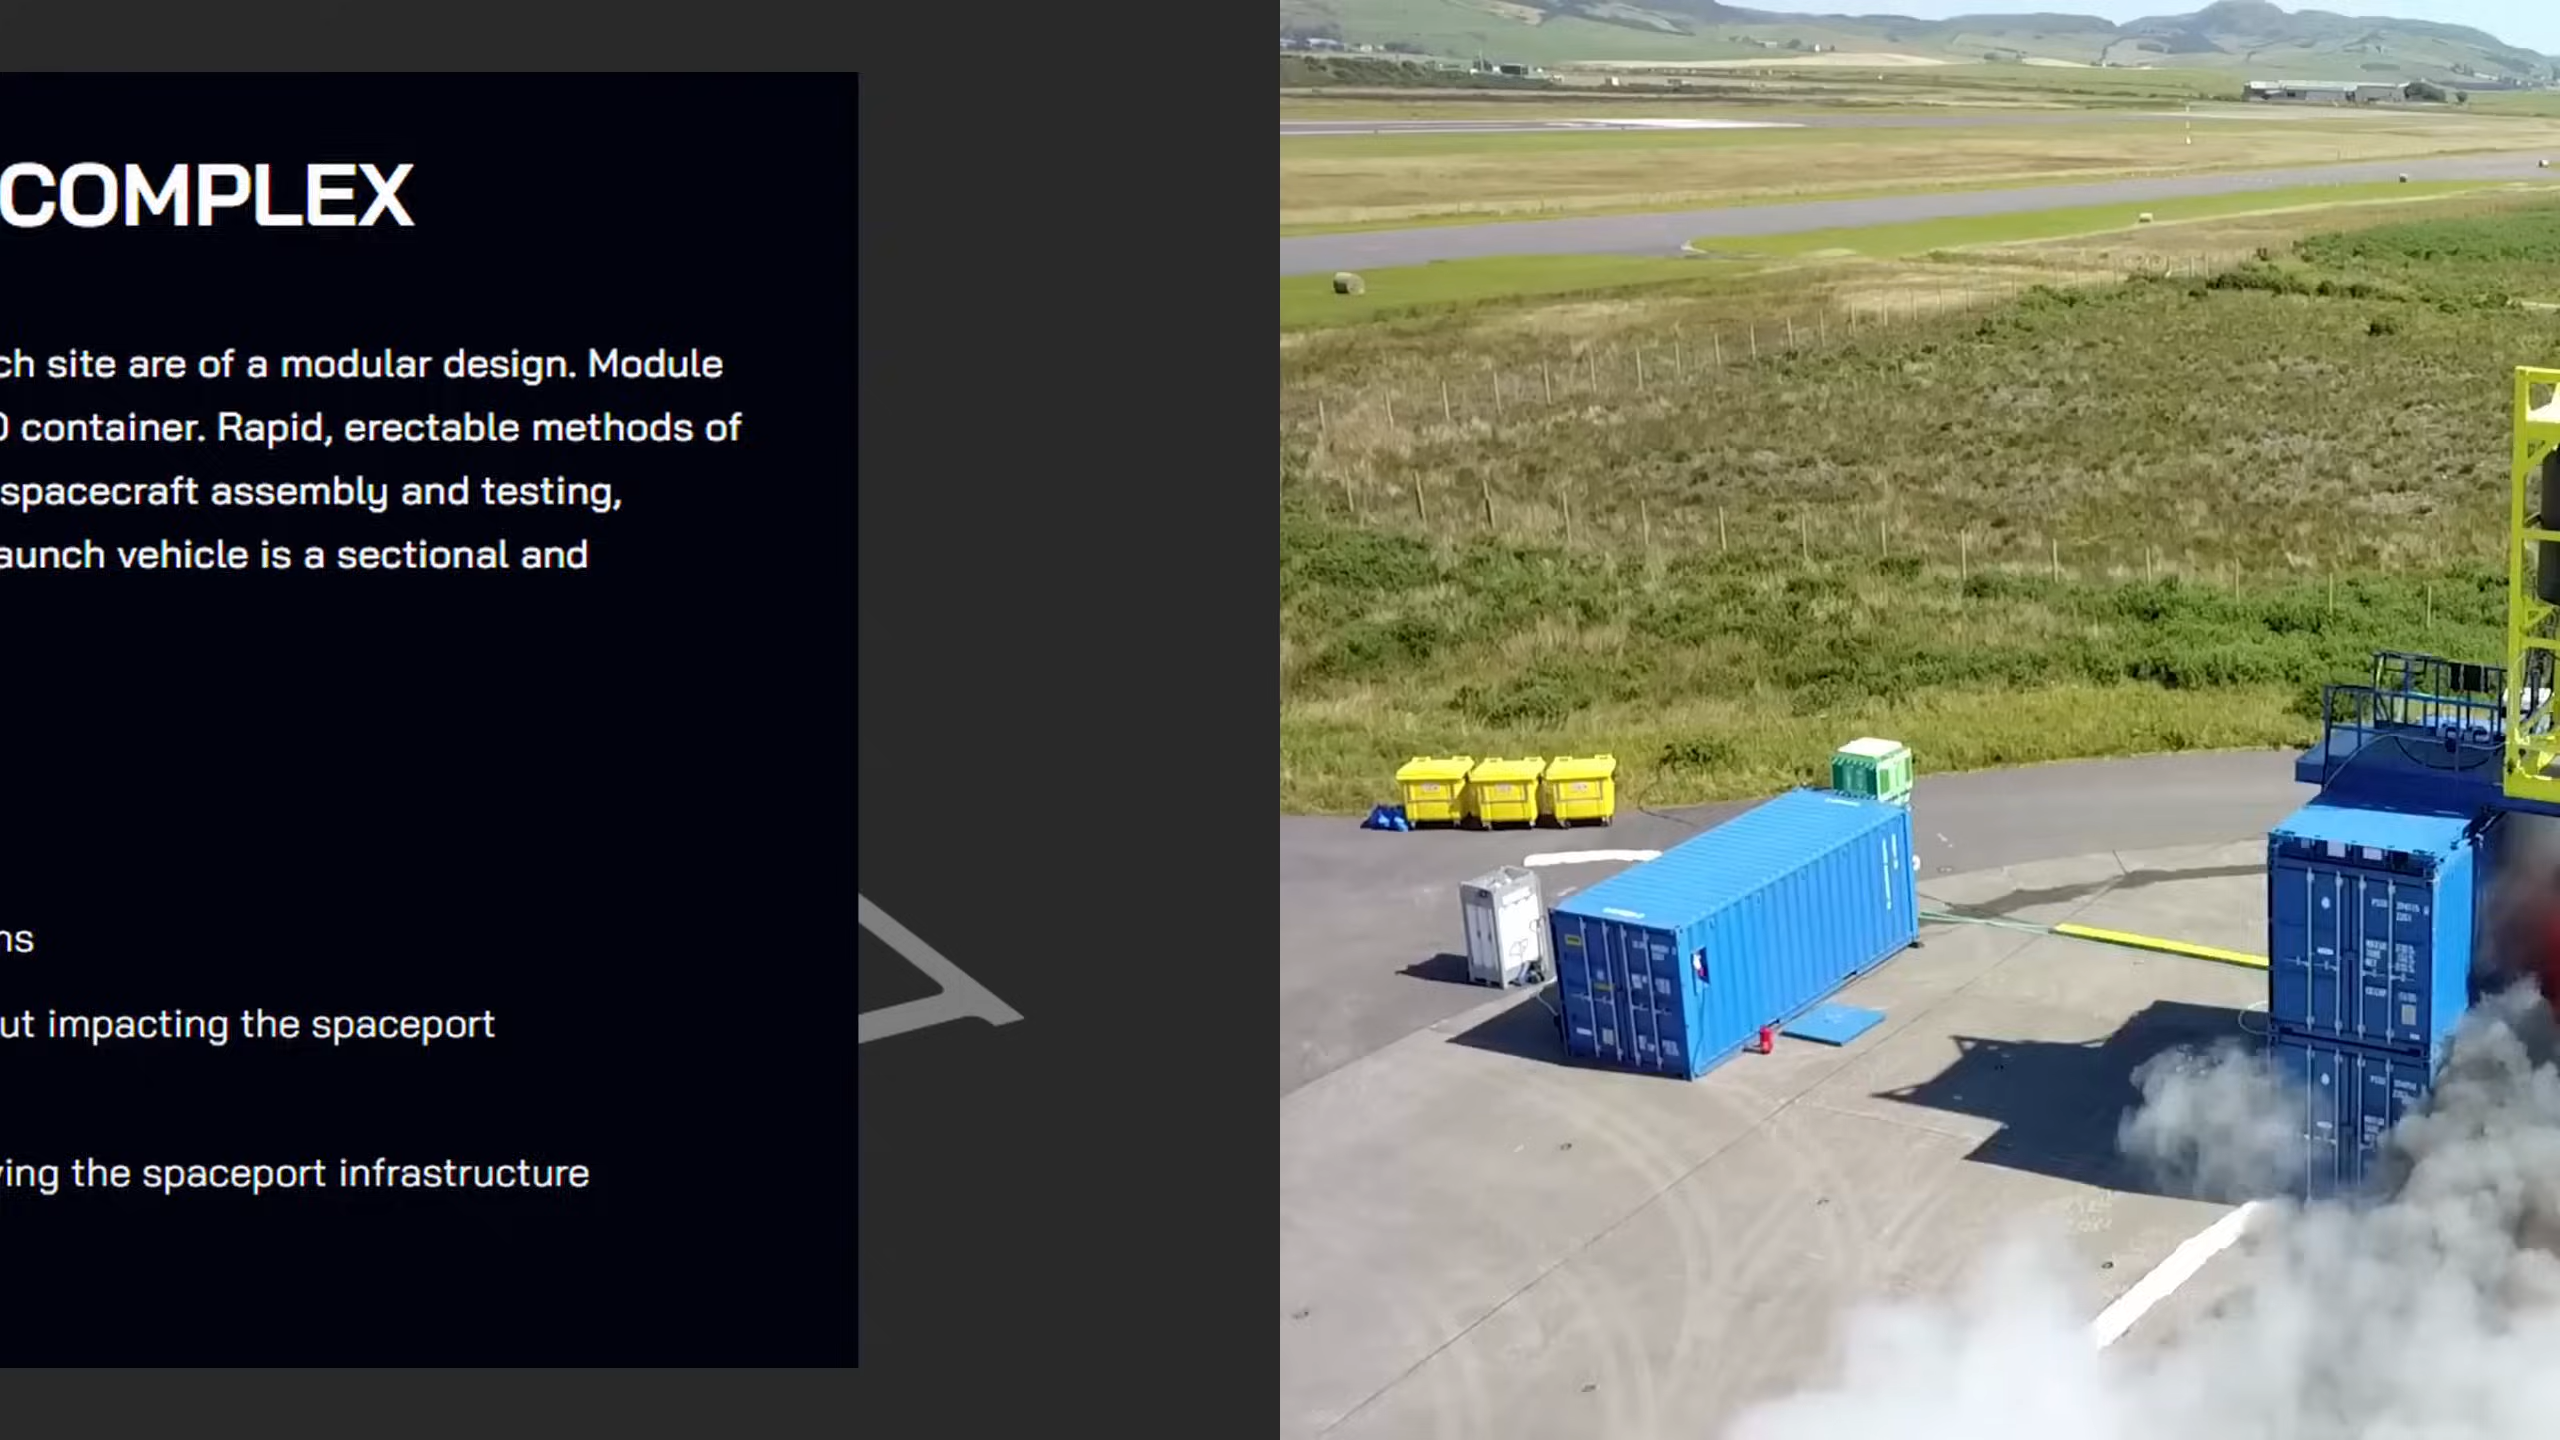 COMPLEX
ch site are of a modular design. Module
container. Rapid, erectable methods of
spacecraft assembly and testing,
aunch vehicle is a sectional and
ns
ut impacting the spaceport
ying the spaceport infrastructure